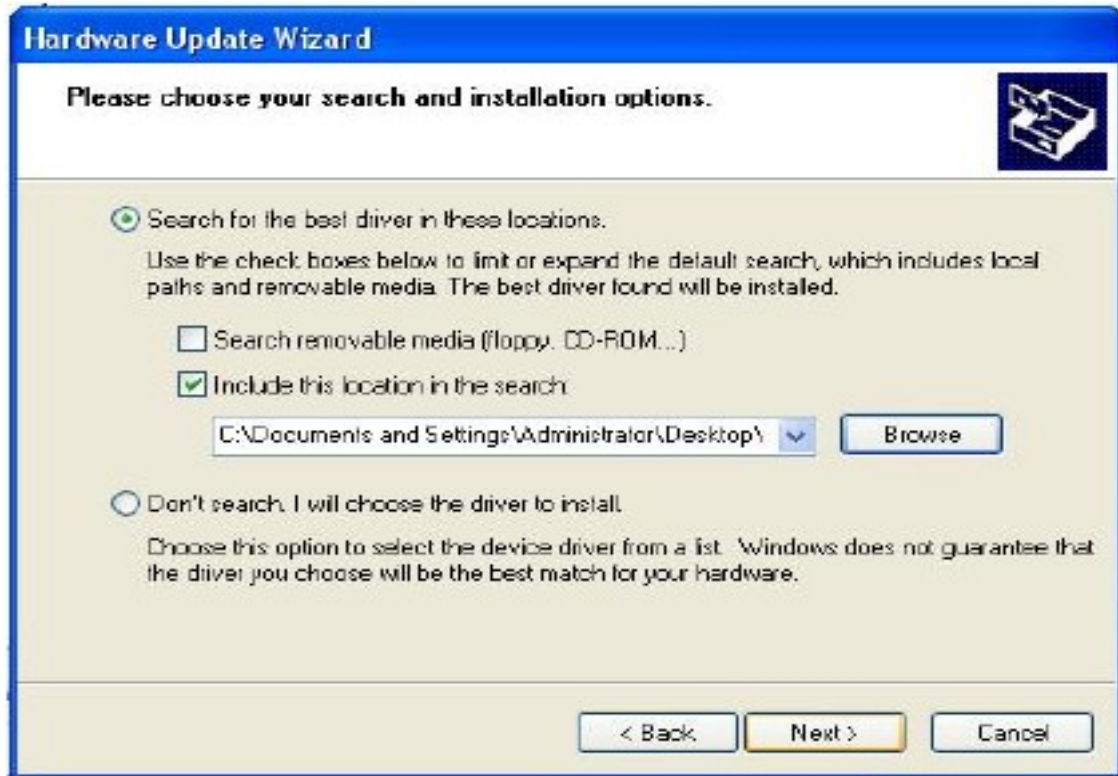 Hardware Update Wizard
Please choose your search and installation options.
Search for the best driver in these locations.
Use the check boxes below to limit or expand the default search, which includes local
paths and removable media. The best driver found will be installed.
Search removable media (floppy, CD-ROM...)
Include this location in the search:
C:\Documents and Settings\Administrator\Desktop\
Browse
Don't search. I will choose the driver to install.
Choose this option to select the device driver from a list. Windows does not guarantee that
the driver you choose will be the best match for your hardware.
< Back
Next >
Cancel